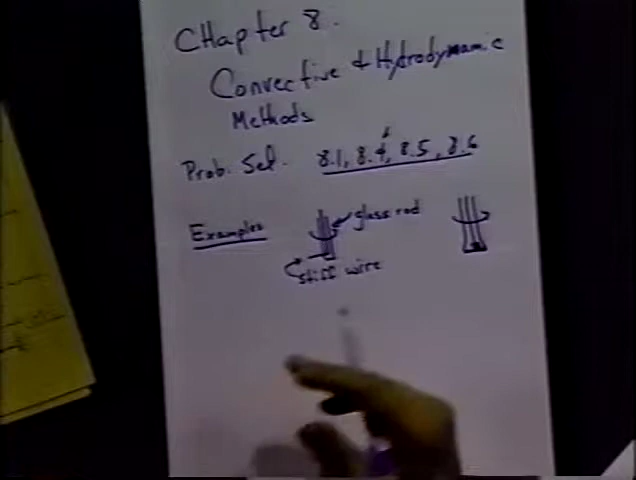 CHapter 8.
Convective & Hydrodynamic
Methods
Prob. Set. 8.1, 8.4, 8.5, 8.6
Examples
glass rod
stiff wire